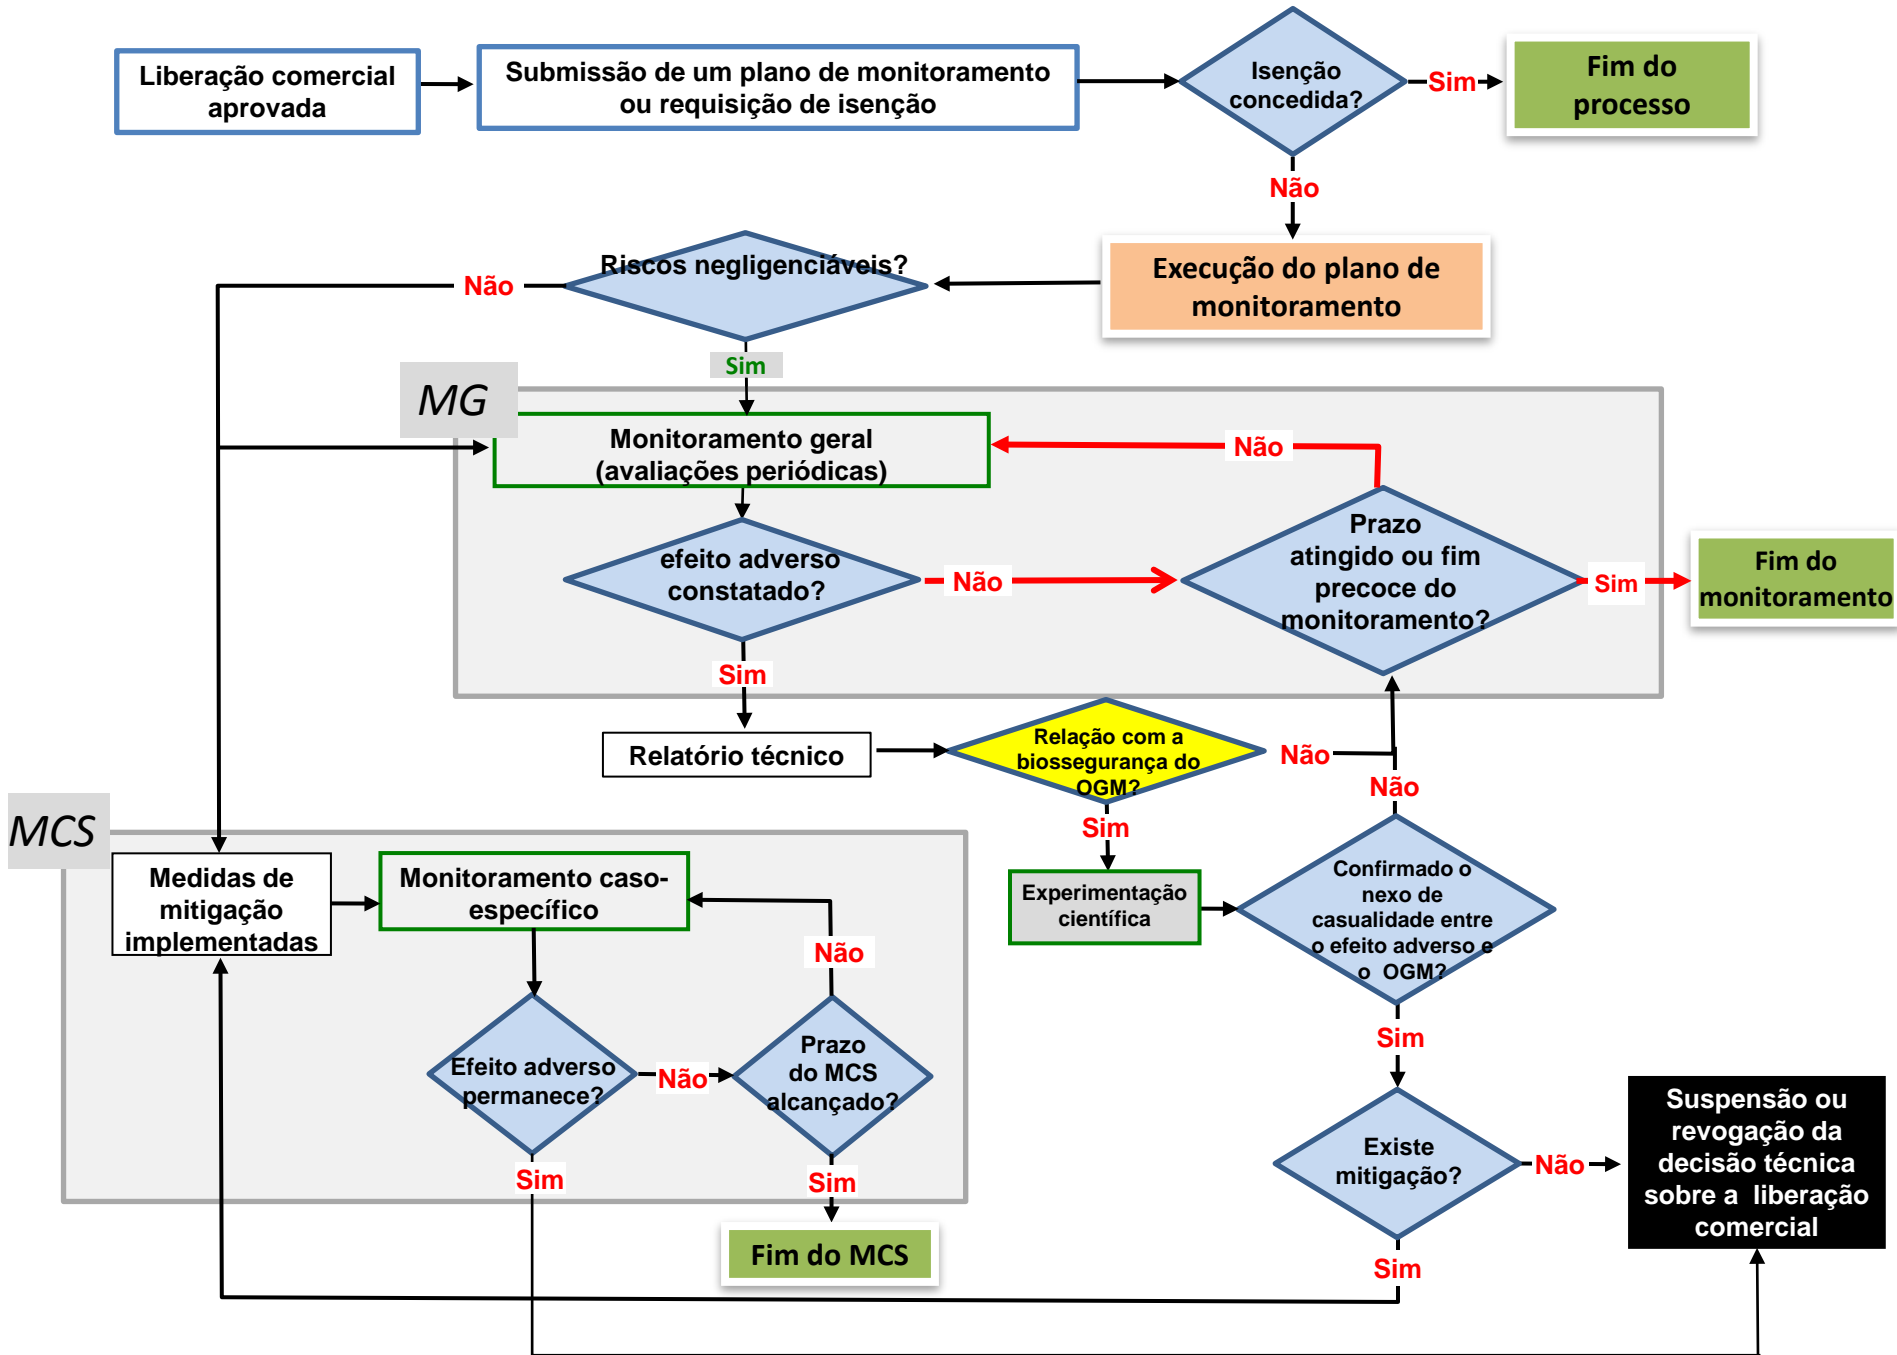 Liberação comercial
aprovada
Submissão de um plano de monitoramento
ou requisição de isenção
Isenção
concedida?
Sim
Fim do
processo
Não
Execução do plano de
monitoramento
Riscos negligenciáveis?
Não
Sim
MG
Monitoramento geral
(avaliações periódicas)
Não
efeito adverso
constatado?
Não
Prazo
atingido ou fim
precoce do
monitoramento?
Sim
Fim do
monitoramento
Sim
Relatório técnico
Relação com a
biossegurança do
OGM?
Não
Não
Sim
Experimentação
científica
Confirmado o
nexo de
casualidade entre
o efeito adverso e
o OGM?
MCS
Medidas de
mitigação
implementadas
Monitoramento caso-
específico
Não
Efeito adverso
permanece?
Não
Prazo
do MCS
alcançado?
Sim
Sim
Fim do MCS
Sim
Existe
mitigação?
Não
Suspensão ou
revogação da
decisão técnica
sobre a liberação
comercial
Sim